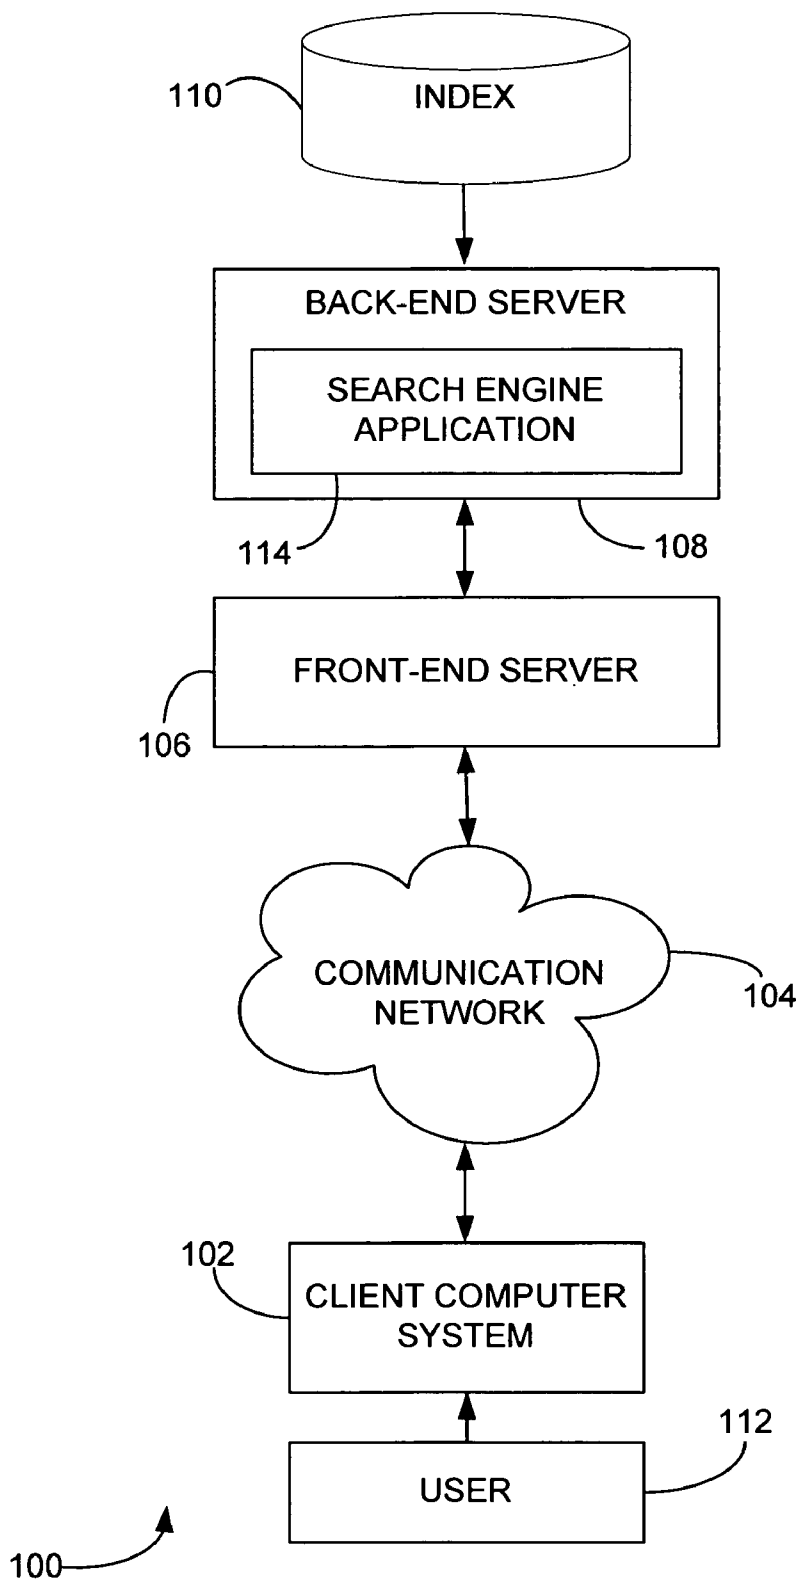 INDEX
110
BACK-END SERVER
SEARCH ENGINE
APPLICATION
114
108
FRONT-END SERVER
106
COMMUNICATION
NETWORK
104
102
CLIENT COMPUTER
SYSTEM
112
USER
100